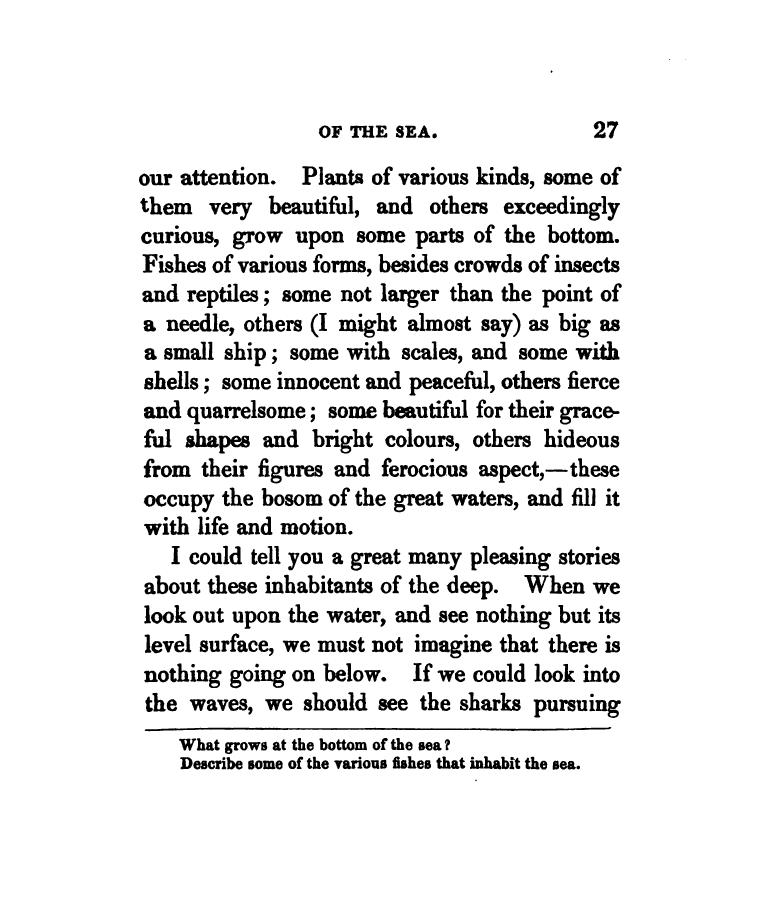 OF THE SEA. 27
our attention. Plants of various kinds, some of
them very beautiful, and others exceedingly
curious, grow upon some parts of the bottom.
Fishes of various forms, besides crowds of insects
and reptiles; some not larger than the point of
a needle, others (I might almost say) as big as
a small ship; some with scales, and some with
shells; some innocent and peaceful, others fierce
and quarrelsome; some beautiful for their grace-
ful shapes and bright colours, others hideous
from their figures and ferocious aspect,—these
occupy the bosom of the great waters, and fill it
with life and motion.
I could tell you a great many pleasing stories
about these inhabitants of the deep. When we
look out upon the water, and see nothing but its
level surface, we must not imagine that there is
nothing going on below. If we could look into
the waves, we should see the sharks pursuing
What grows at the bottom of the sea?
Describe some of the various fishes that inhabit the sea.